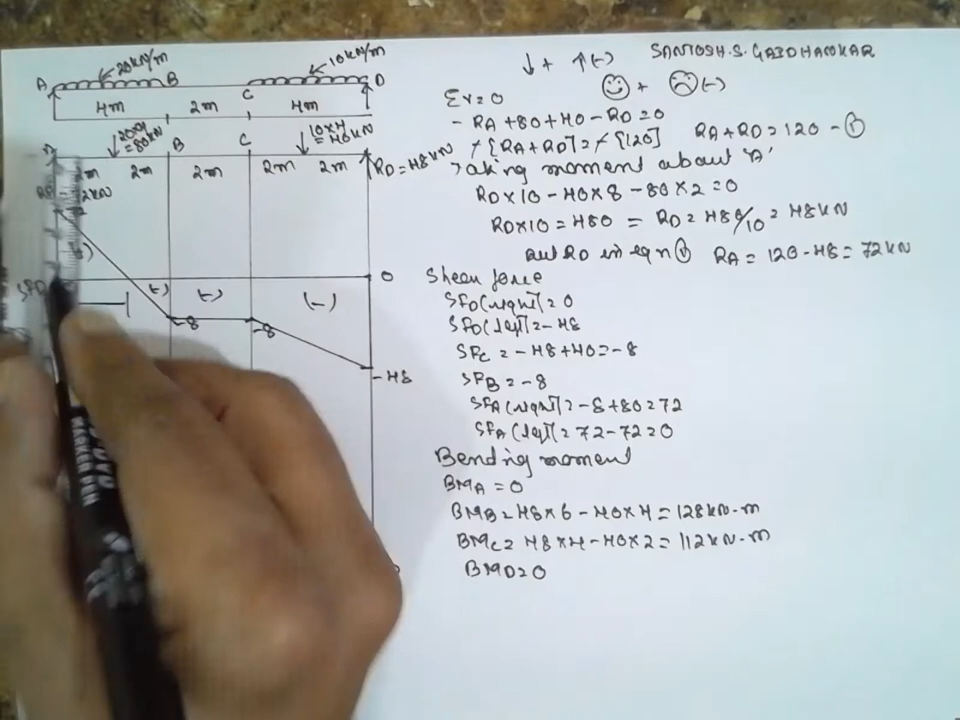 ↓+ ↑(-) SANTOSH.S.GAIDHANKAR
☺+ ☹(-)
20kN/m 10kN/m
A B C D
4m 2m 4m
Σv=0
-RA+80+40-RD=0
≠[RA+RD]=≠[120] RA+RD=120-①
20×4=80kN 10×4=40kN
B C
2m 2m 2m 2m 2m RD=48kN
2kN
Taking moment about 'A'
RD×10-40×8-80×2=0
RD×10=480 = RD=480/10=48kN
Put RD in eqn① RA=120-48=72kN
(-) (-) (-) 0
-8 -8 -48
Shear force
SFD(right)=0
SFD(left)=-48
SFC=-48+40=-8
SFB=-8
SFA(right)=-8+80=72
SFA(left)=72-72=0
Bending moment
BMA=0
BMB=48×6-40×4=128kN-m
BMC=48×4-40×2=112kN-m
BMD=0